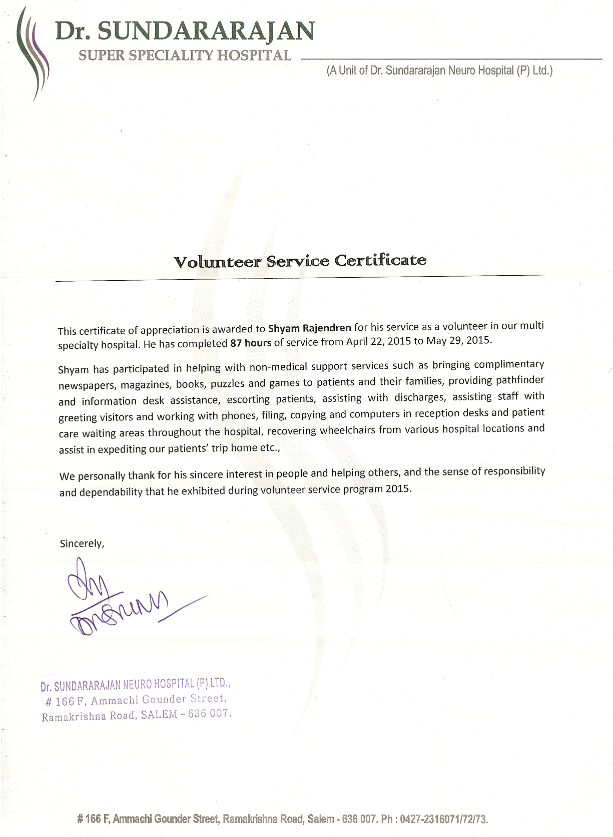 Dr. SUNDARARAJAN
SUPER SPECIALITY HOSPITAL
(A Unit of Dr. Sundararajan Neuro Hospital (P) Ltd.)
Volunteer Service Certificate
This certificate of appreciation is awarded to Shyam Rajendren for his service as a volunteer in our multi
specialty hospital. He has completed 87 hours of service from April 22, 2015 to May 29, 2015.
Shyam has participated in helping with non-medical support services such as bringing complimentary
newspapers, magazines, books, puzzles and games to patients and their families, providing pathfinder
and information desk assistance, escorting patients, assisting with discharges, assisting staff with
greeting visitors and working with phones, filing, copying and computers in reception desks and patient
care waiting areas throughout the hospital, recovering wheelchairs from various hospital locations and
assist in expediting our patients' trip home etc.,
We personally thank for his sincere interest in people and helping others, and the sense of responsibility
and dependability that he exhibited during volunteer service program 2015.
Sincerely,
Dr. SUNDARARAJAN NEURO HOSPITAL (P) LTD.,
# 166 F, Ammachi Gounder Street,
Ramakrishna Road, SALEM - 636 007.
# 166 F, Ammachi Gounder Street, Ramakrishna Road, Salem - 636 007. Ph : 0427-2316071/72/73.